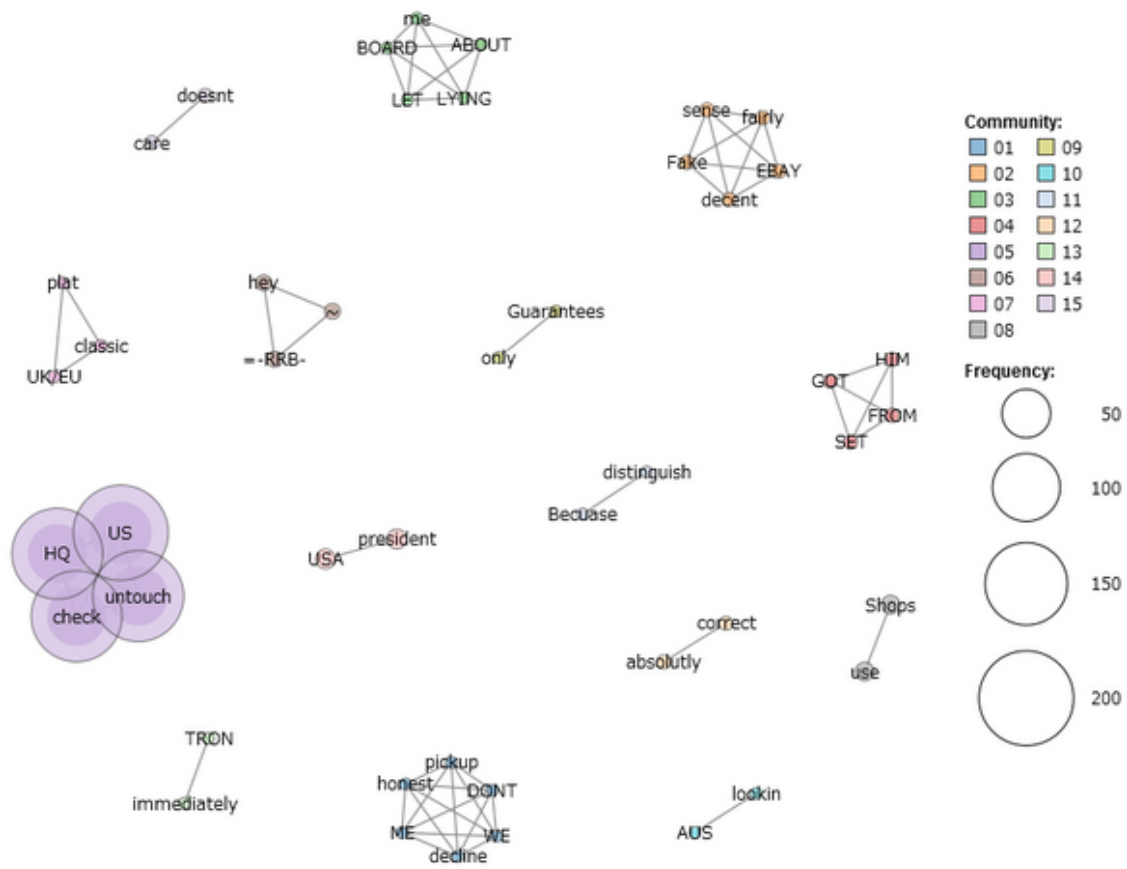 me
BOARD ABOUT
LET LYING
doesnt
care
sense fairly
Fake EBAY
decent
plat
classic
UK/EU
hey
~
=-RRB-
Guarantees
only
HIM
GOT
FROM
SET
distinguish
Becuase
president
USA
US
HQ
untouch
check
correct
absolutly
Shops
use
TRON
immediately
pickup
honest DONT
ME WE
decline
lookin
AUS
Community:
01 09
02 10
03 11
04 12
05 13
06 14
07 15
08
Frequency:
50
100
150
200